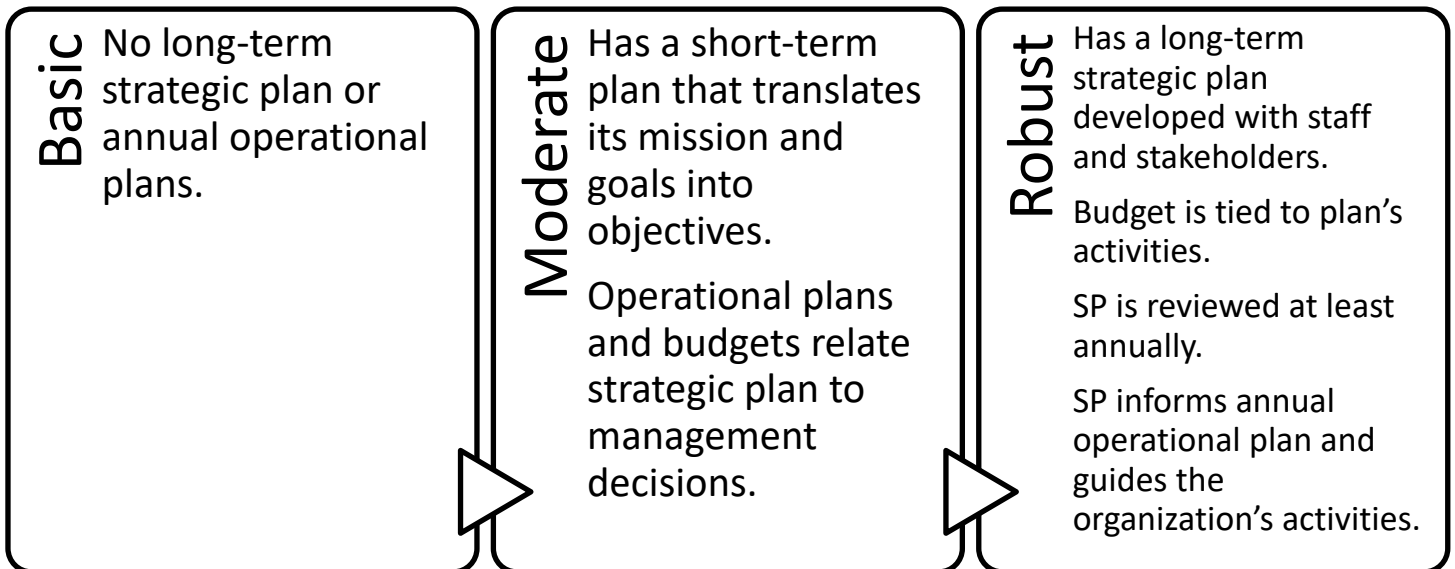 Basic
No long-term
strategic plan or
annual operational
plans.
Moderate
Has a short-term
plan that translates
its mission and
goals into
objectives.
Operational plans
and budgets relate
strategic plan to
management
decisions.
Robust
Has a long-term
strategic plan
developed with staff
and stakeholders.
Budget is tied to plan’s
activities.
SP is reviewed at least
annually.
SP informs annual
operational plan and
guides the
organization’s activities.